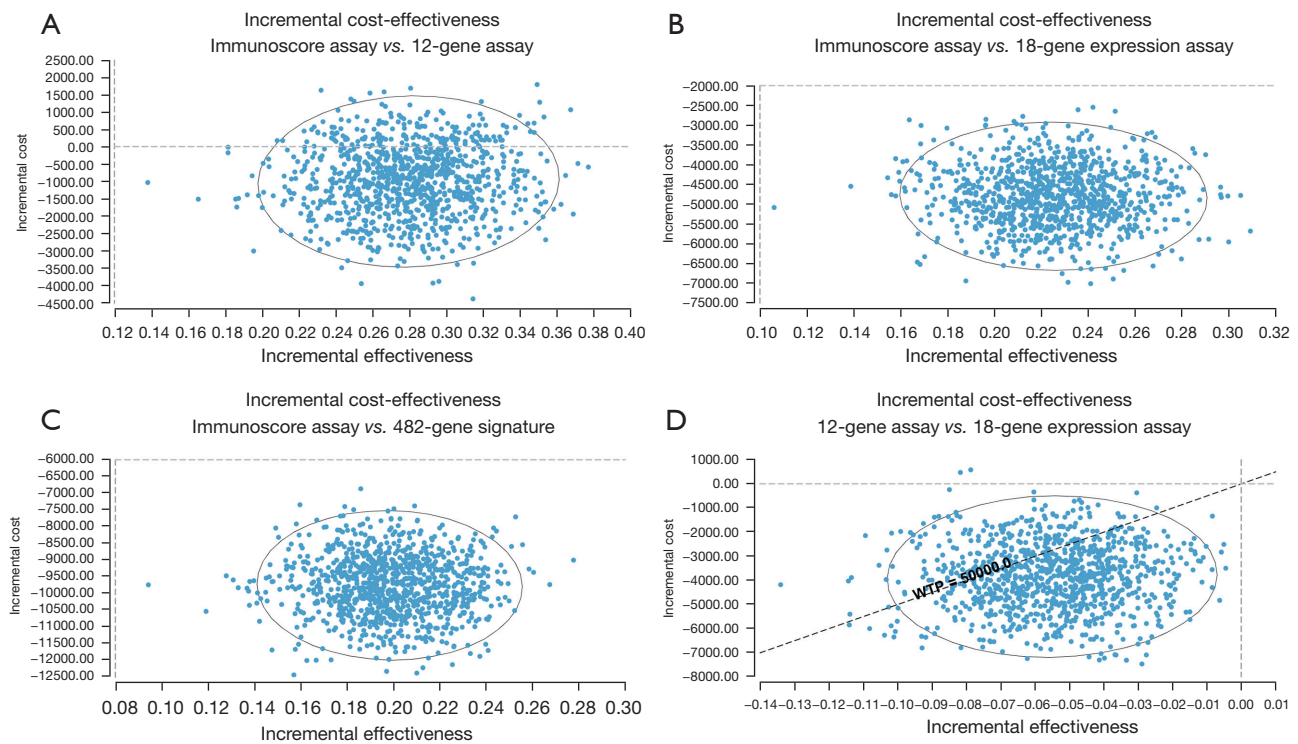 A
Incremental cost-effectiveness
Immunoscore assay vs. 12-gene assay
Incremental cost
2500.00
2000.00
1500.00
1000.00
500.00
0.00
−500.00
−1000.00
−1500.00
−2000.00
−2500.00
−3000.00
−3500.00
−4000.00
−4500.00
0.12 0.14 0.16 0.18 0.20 0.22 0.24 0.26 0.28 0.30 0.32 0.34 0.36 0.38 0.40
Incremental effectiveness
B
Incremental cost-effectiveness
Immunoscore assay vs. 18-gene expression assay
Incremental cost
−2000.00
−2500.00
−3000.00
−3500.00
−4000.00
−4500.00
−5000.00
−5500.00
−6000.00
−6500.00
−7000.00
−7500.00
0.10 0.12 0.14 0.16 0.18 0.20 0.22 0.24 0.26 0.28 0.30 0.32
Incremental effectiveness
C
Incremental cost-effectiveness
Immunoscore assay vs. 482-gene signature
Incremental cost
−6000.00
−6500.00
−7000.00
−7500.00
−8000.00
−8500.00
−9000.00
−9500.00
−10000.00
−10500.00
−11000.00
−11500.00
−12000.00
−12500.00
0.08 0.10 0.12 0.14 0.16 0.18 0.20 0.22 0.24 0.26 0.28 0.30
Incremental effectiveness
D
Incremental cost-effectiveness
12-gene assay vs. 18-gene expression assay
Incremental cost
1000.00
0.00
−1000.00
−2000.00
−3000.00
−4000.00
−5000.00
−6000.00
−7000.00
−8000.00
WTP = 50000.0
−0.14 −0.13 −0.12 −0.11 −0.10 −0.09 −0.08 −0.07 −0.06 −0.05 −0.04 −0.03 −0.02 −0.01 0.00 0.01
Incremental effectiveness